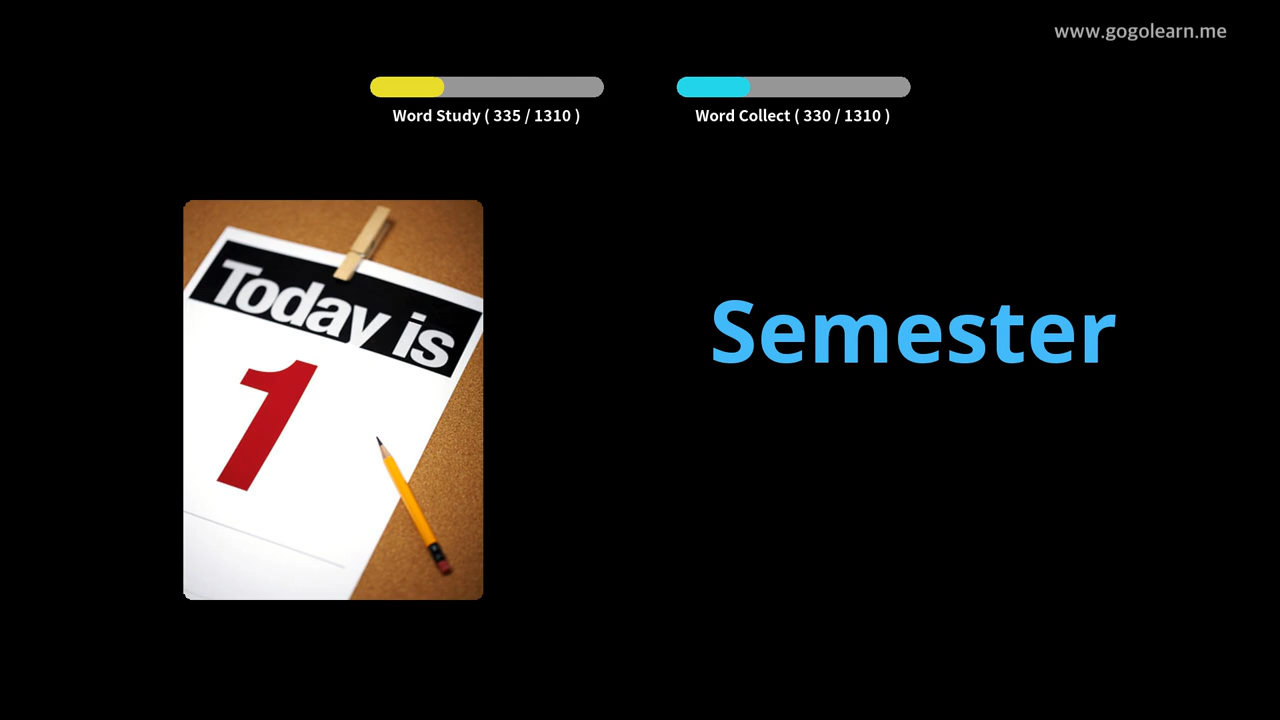 www.gogolearn.me
Word Study ( 335 / 1310 )
Word Collect ( 330 / 1310 )
Today is
1
Semester